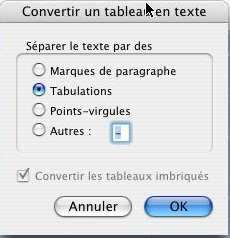 Convertir un tableau en texte
Séparer le texte par des
Marques de paragraphe
Tabulations
Points-virgules
Autres : -
Convertir les tableaux imbriqués
Annuler OK